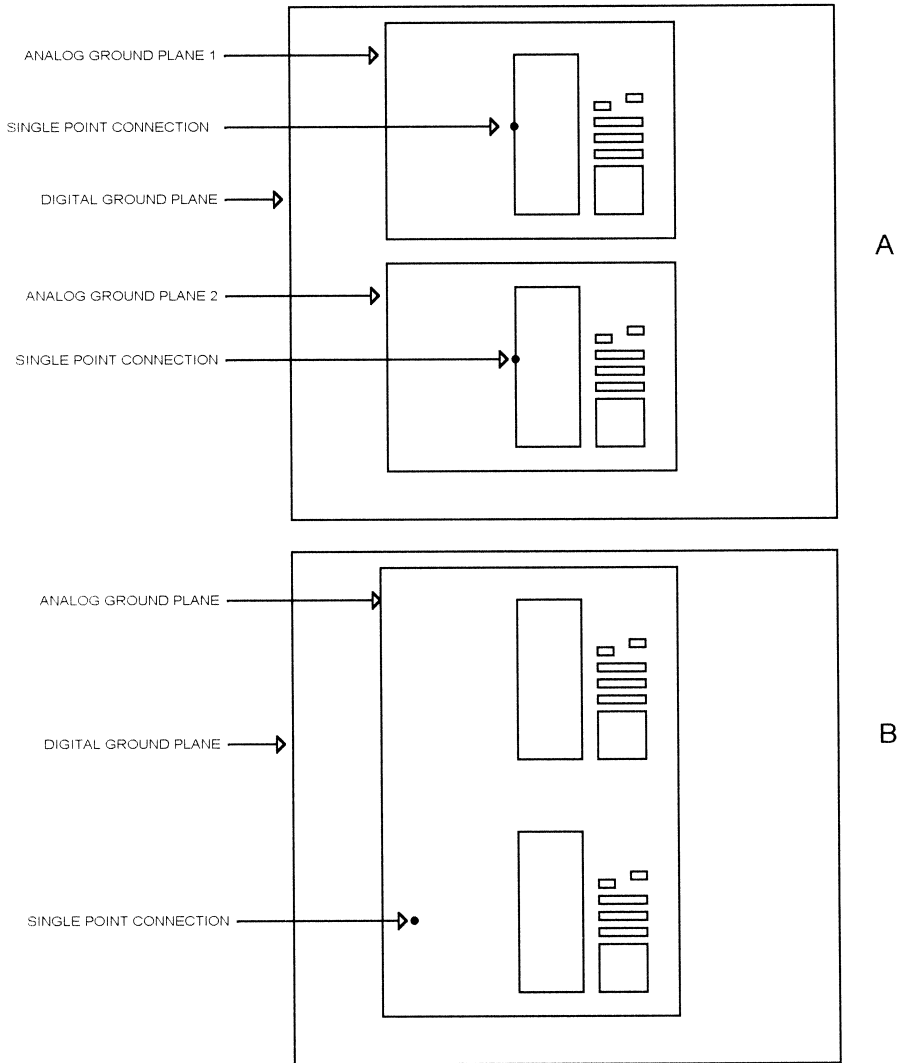 ANALOG GROUND PLANE 1
SINGLE POINT CONNECTION
DIGITAL GROUND PLANE
A
ANALOG GROUND PLANE 2
SINGLE POINT CONNECTION
ANALOG GROUND PLANE
DIGITAL GROUND PLANE
B
SINGLE POINT CONNECTION